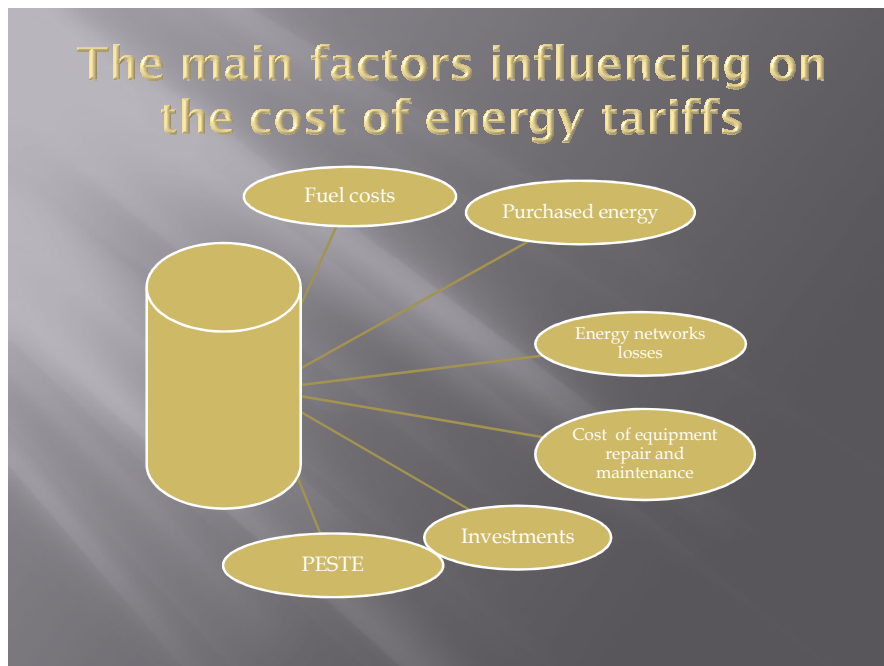 The main factors influencing on
the cost of energy tariffs
Fuel costs
Purchased energy
Energy networks
losses
Cost of equipment
repair and
maintenance
Investments
PESTE